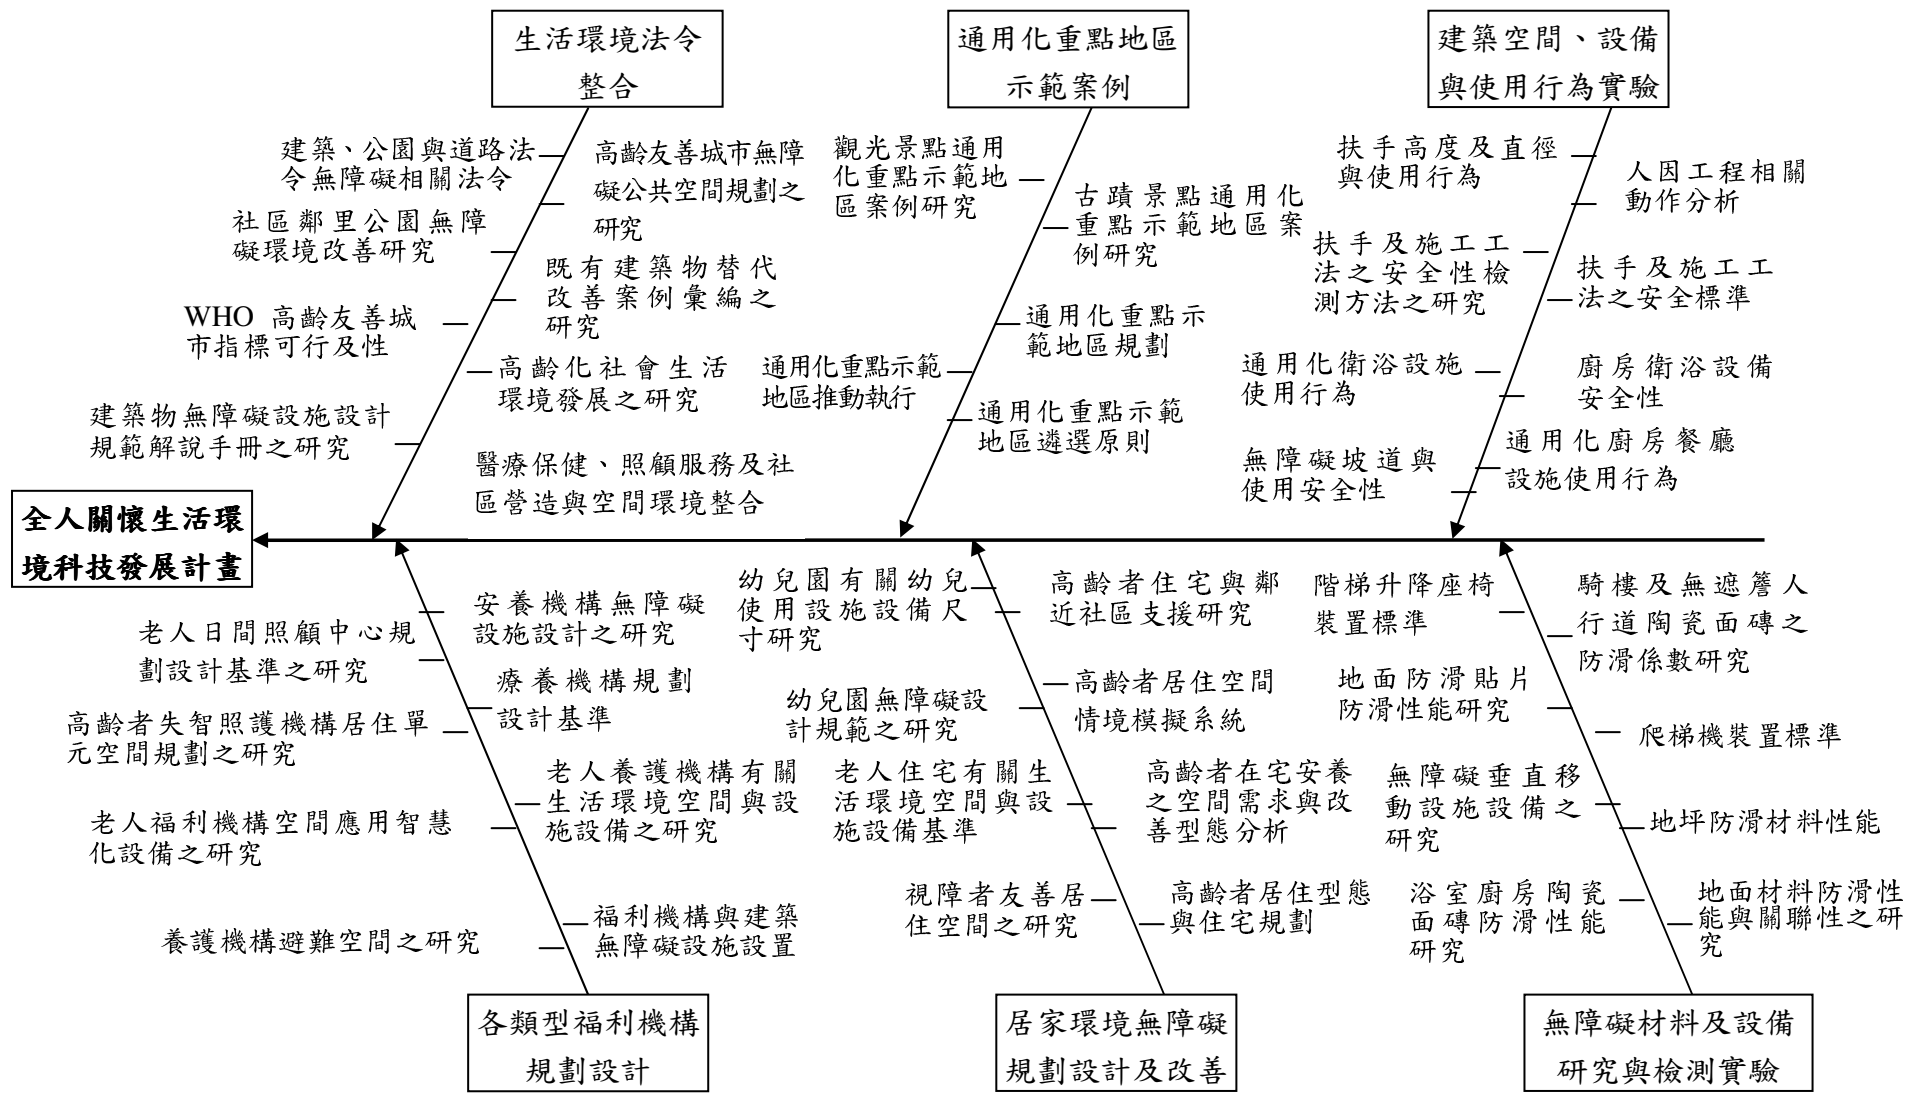 生活環境法令
整合
通用化重點地區
示範案例
建築空間、設備
與使用行為實驗
建築、公園與道路法
令無障礙相關法令
高齡友善城市無障
礙公共空間規劃之
研究
社區鄰里公園無障
礙環境改善研究
既有建築物替代
改善案例彙編之
研究
WHO 高齡友善城
市指標可行及性
高齡化社會生活
環境發展之研究
建築物無障礙設施設計
規範解說手冊之研究
醫療保健、照顧服務及社
區營造與空間環境整合
觀光景點通用
化重點示範地
區案例研究
古蹟景點通用化
重點示範地區案
例研究
通用化重點示
範地區規劃
通用化重點示範
地區推動執行
通用化重點示範
地區遴選原則
扶手高度及直徑
與使用行為
人因工程相關
動作分析
扶手及施工工
法之安全性檢
測方法之研究
扶手及施工工
法之安全標準
通用化衛浴設施
使用行為
廚房衛浴設備
安全性
無障礙坡道與
使用安全性
通用化廚房餐廳
設施使用行為
全人關懷生活環
境科技發展計畫
安養機構無障礙
設施設計之研究
老人日間照顧中心規
劃設計基準之研究
療養機構規劃
設計基準
高齡者失智照護機構居住單
元空間規劃之研究
老人養護機構有關
生活環境空間與設
施設備之研究
老人福利機構空間應用智慧
化設備之研究
福利機構與建築
無障礙設施設置
養護機構避難空間之研究
幼兒園有關幼兒
使用設施設備尺
寸研究
高齡者住宅與鄰
近社區支援研究
高齡者居住空間
情境模擬系統
幼兒園無障礙設
計規範之研究
老人住宅有關生
活環境空間與設
施設備基準
高齡者在宅安養
之空間需求與改
善型態分析
視障者友善居
住空間之研究
高齡者居住型態
與住宅規劃
階梯升降座椅
裝置標準
騎樓及無遮簷人
行道陶瓷面磚之
防滑係數研究
地面防滑貼片
防滑性能研究
爬梯機裝置標準
無障礙垂直移
動設施設備之
研究
地坪防滑材料性能
浴室廚房陶瓷
面磚防滑性能
研究
地面材料防滑性
能與關聯性之研
究
各類型福利機構
規劃設計
居家環境無障礙
規劃設計及改善
無障礙材料及設備
研究與檢測實驗